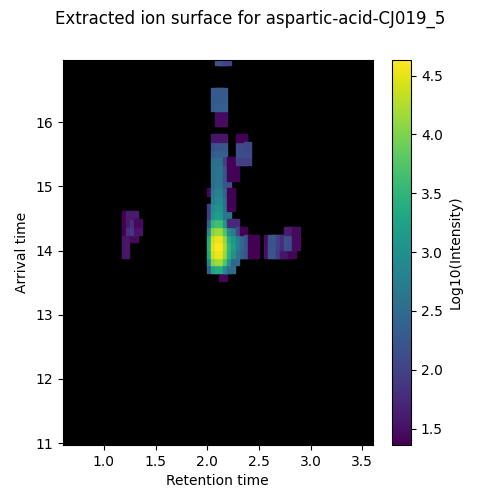 Extracted ion surface for aspartic-acid-CJ019_5
Arrival time
16
15
14
13
12
11
1.0 1.5 2.0 2.5 3.0 3.5
Retention time
4.5
4.0
3.5
3.0
2.5
2.0
1.5
Log10(Intensity)